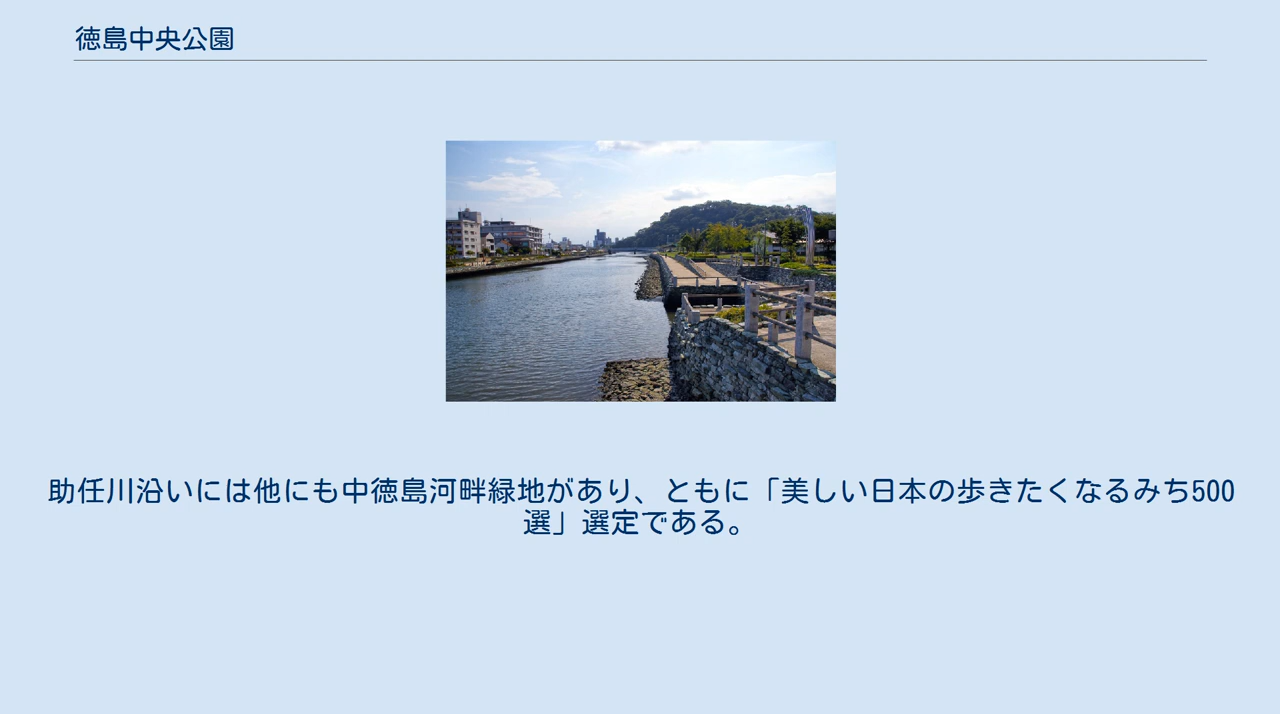 徳島中央公園
助任川沿いには他にも中徳島河畔緑地があり、ともに「美しい日本の歩きたくなるみち500
選」選定である。